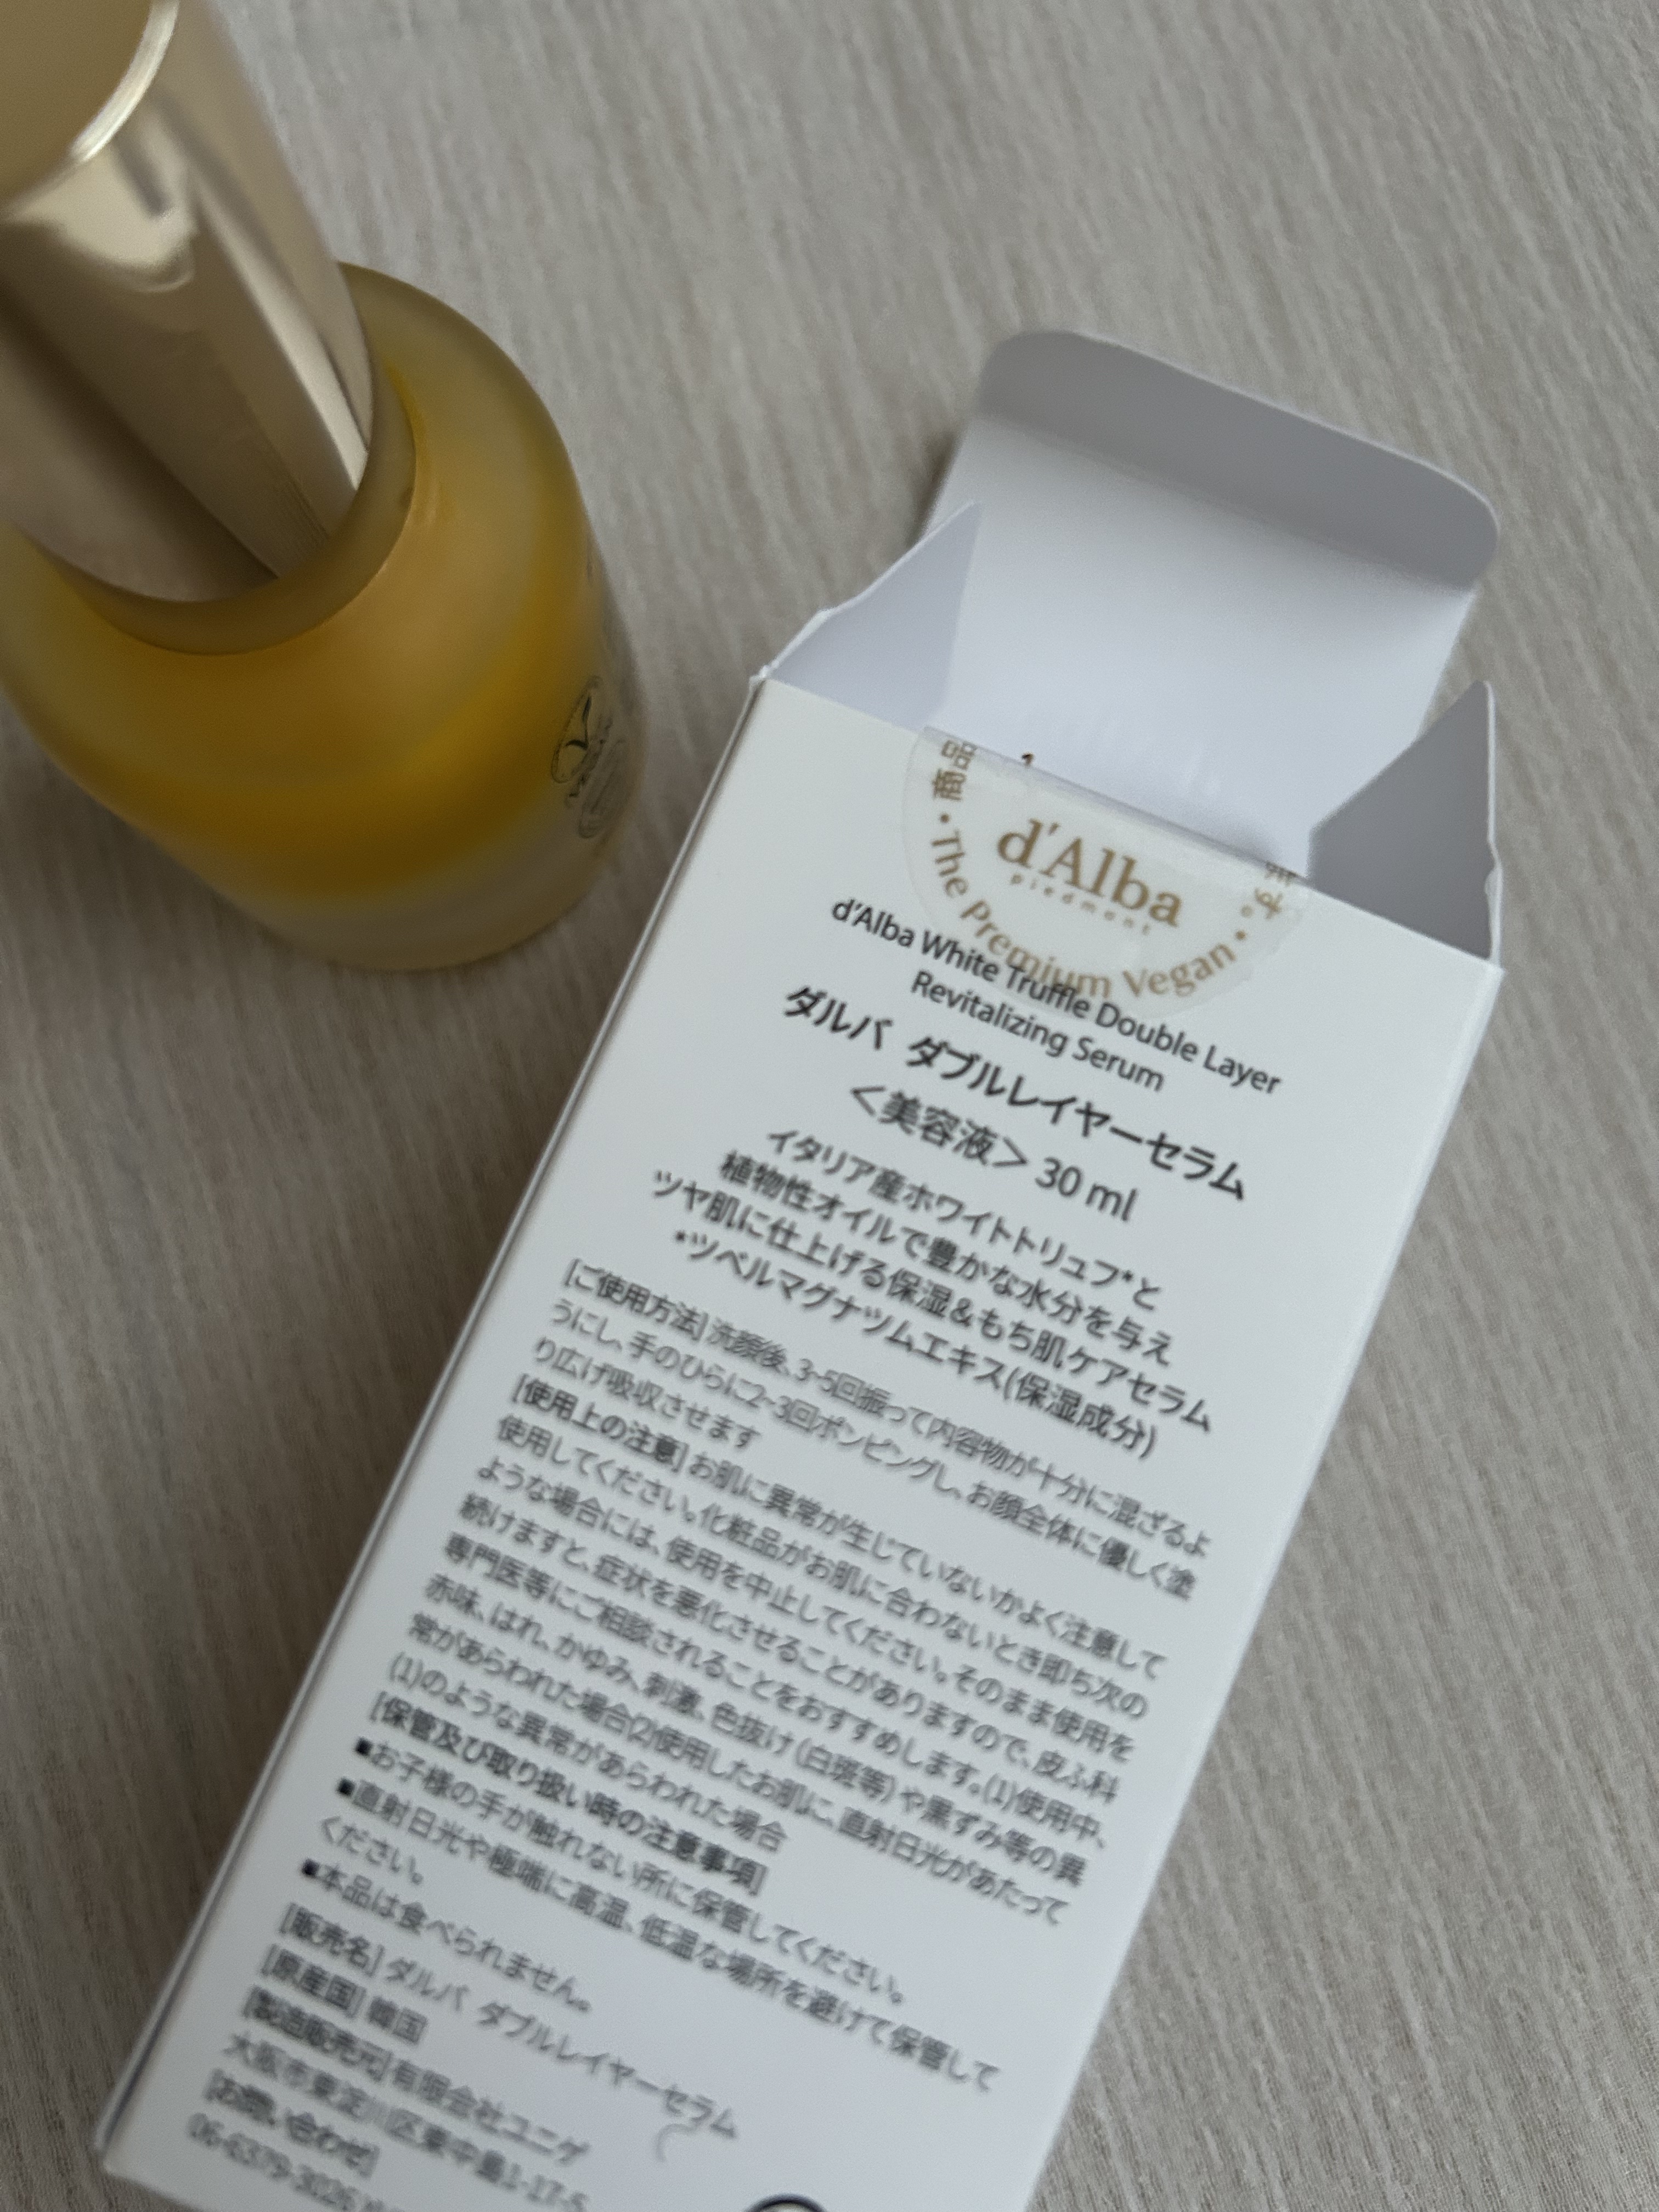 商品
d'Alba
piedmont
• The Premium Vegan •
d'Alba White Truffle Double Layer
Revitalizing Serum
ダルバ ダブルレイヤーセラム
＜美容液＞ 30 ml
イタリア産ホワイトトリュフ*と
植物性オイルで豊かな水分を与え
ツヤ肌に仕上げる保湿&もち肌ケアセラム
*ツベルマグナツムエキス(保湿成分)
[ご使用方法] 洗顔後、3-5回振って内容物が十分に混ざるよ
うにし、手のひらに2~3回ポンピングし、お顔全体に優しく塗
り広げ吸収させます
[使用上の注意] お肌に異常が生じていないかよく注意して
使用してください。化粧品がお肌に合わないとき即ち次の
ような場合には、使用を中止してください。そのまま使用を
続けますと、症状を悪化させることがありますので、皮ふ科
専門医等にご相談されることをおすすめします。(1)使用中、
赤味、はれ、かゆみ、刺激、色抜け（白斑等）や黒ずみ等の異
常があらわれた場合(2)使用したお肌に、直射日光があたって
(1)のような異常があらわれた場合
[保管及び取り扱い時の注意事項]
■お子様の手が触れない所に保管してください。
■直射日光や極端に高温、低温な場所を避けて保管して
ください。
■本品は食べられません。
[販売名] ダルバ ダブルレイヤーセラム
[原産国] 韓国
[製造販売元] 有限会社ユニゲ
大阪市東淀川区東中島1-17-5
[お問い合わせ]
06-6379-3026
VEGAN